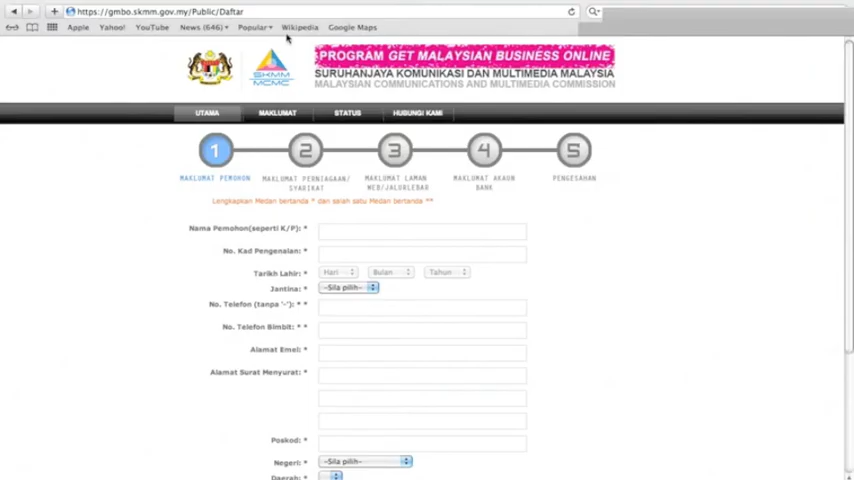 https://gmbo.skmm.gov.my/Public/Daftar
Apple Yahoo! YouTube News (646) Popular Wikipedia Google Maps
PROGRAM GET MALAYSIAN BUSINESS ONLINE
SKMM
MCMC
SURUHANJAYA KOMUNIKASI DAN MULTIMEDIA MALAYSIA
MALAYSIAN COMMUNICATIONS AND MULTIMEDIA COMMISSION
UTAMA MAKLUMAT STATUS HUBUNGI KAMI
1 2 3 4 5
MAKLUMAT PEMOHON MAKLUMAT PERNIAGAAN/ MAKLUMAT LAMAN MAKLUMAT AKAUN PENGESAHAN
SYARIKAT WEB/JALURLEBAR BANK
Lengkapkan Medan bertanda * dan salah satu Medan bertanda **
Nama Pemohon(seperti K/P): *
No. Kad Pengenalan: *
Tarikh Lahir: * Hari Bulan Tahun
Jantina: * --Sila pilih--
No. Telefon (tanpa '-'): * *
No. Telefon Bimbit: * *
Alamat Emel: *
Alamat Surat Menyurat: *
Poskod: *
Negeri: * --Sila pilih--
Daerah: *